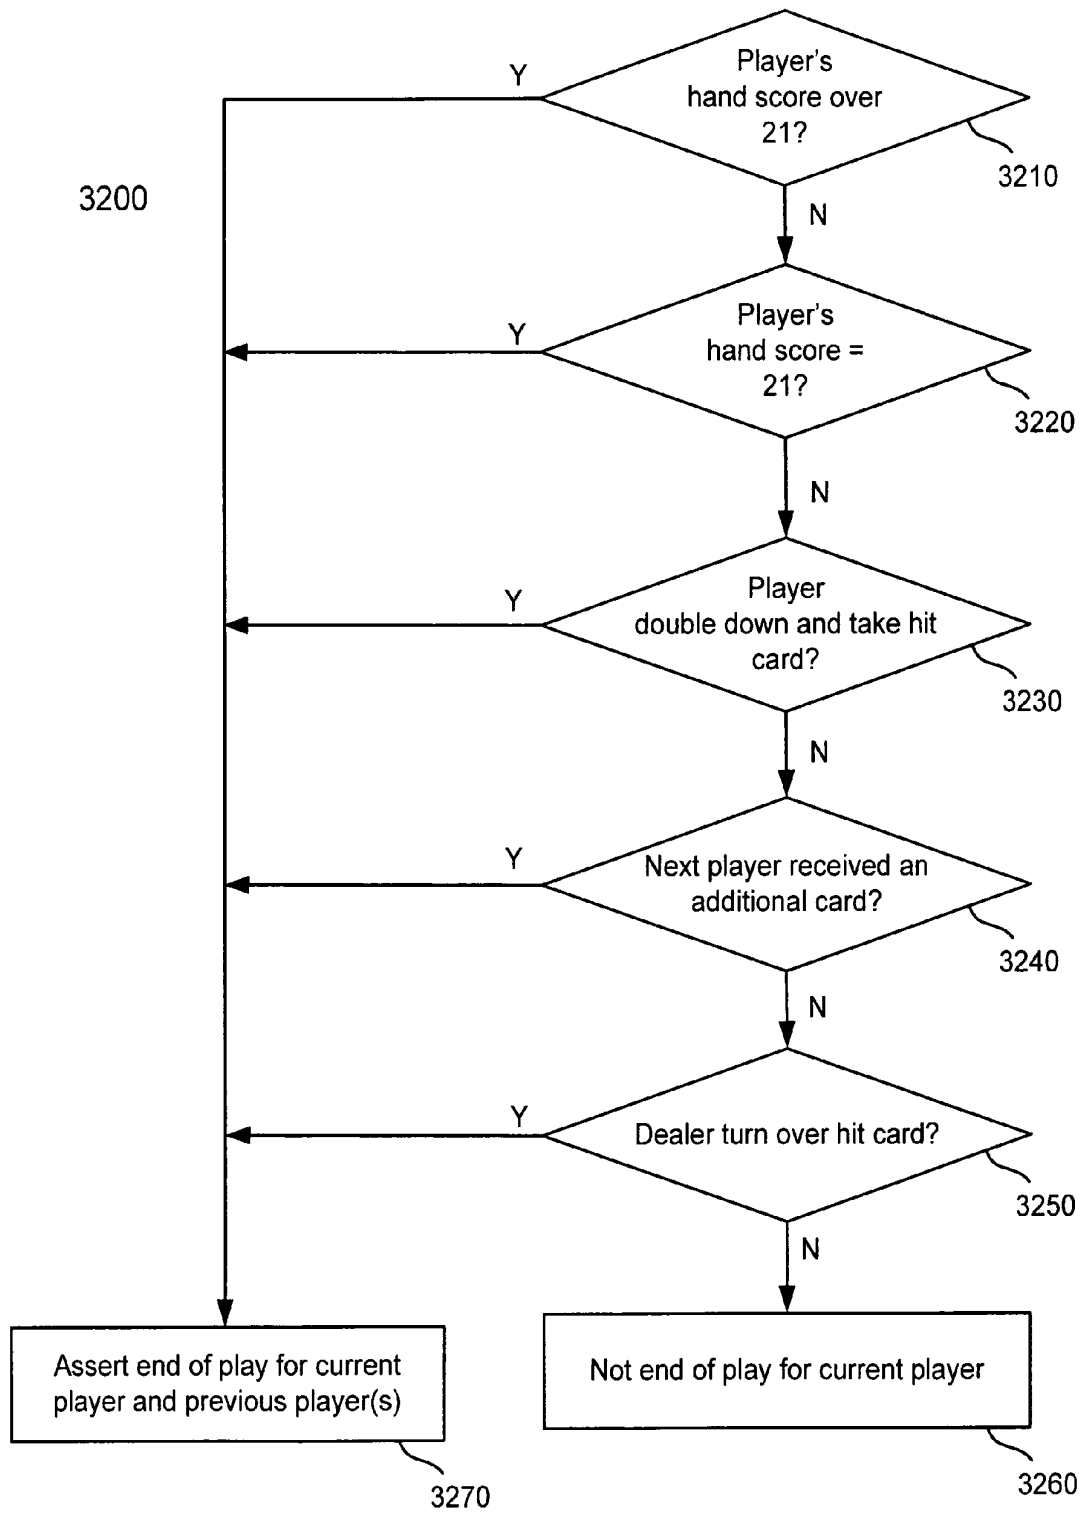 Player's
hand score over
21?
Y
3210
3200
N
Player's
hand score =
21?
Y
3220
N
Player
double down and take hit
card?
Y
3230
N
Next player received an
additional card?
Y
3240
N
Dealer turn over hit card?
Y
3250
N
Assert end of play for current
player and previous player(s)
3270
Not end of play for current player
3260